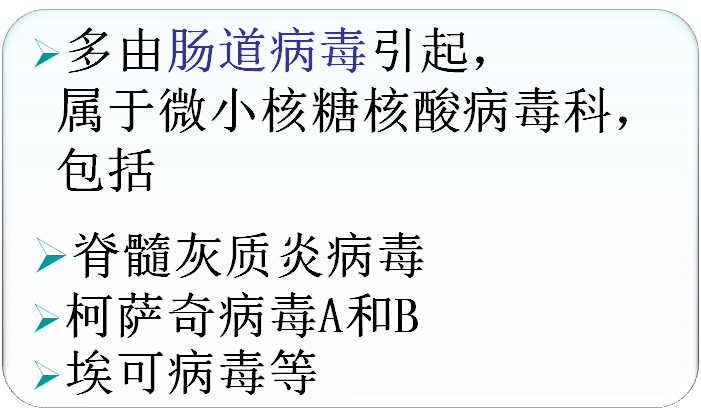 多由肠道病毒引起，
属于微小核糖核酸病毒科，
包括
脊髓灰质炎病毒
柯萨奇病毒A和B
埃可病毒等